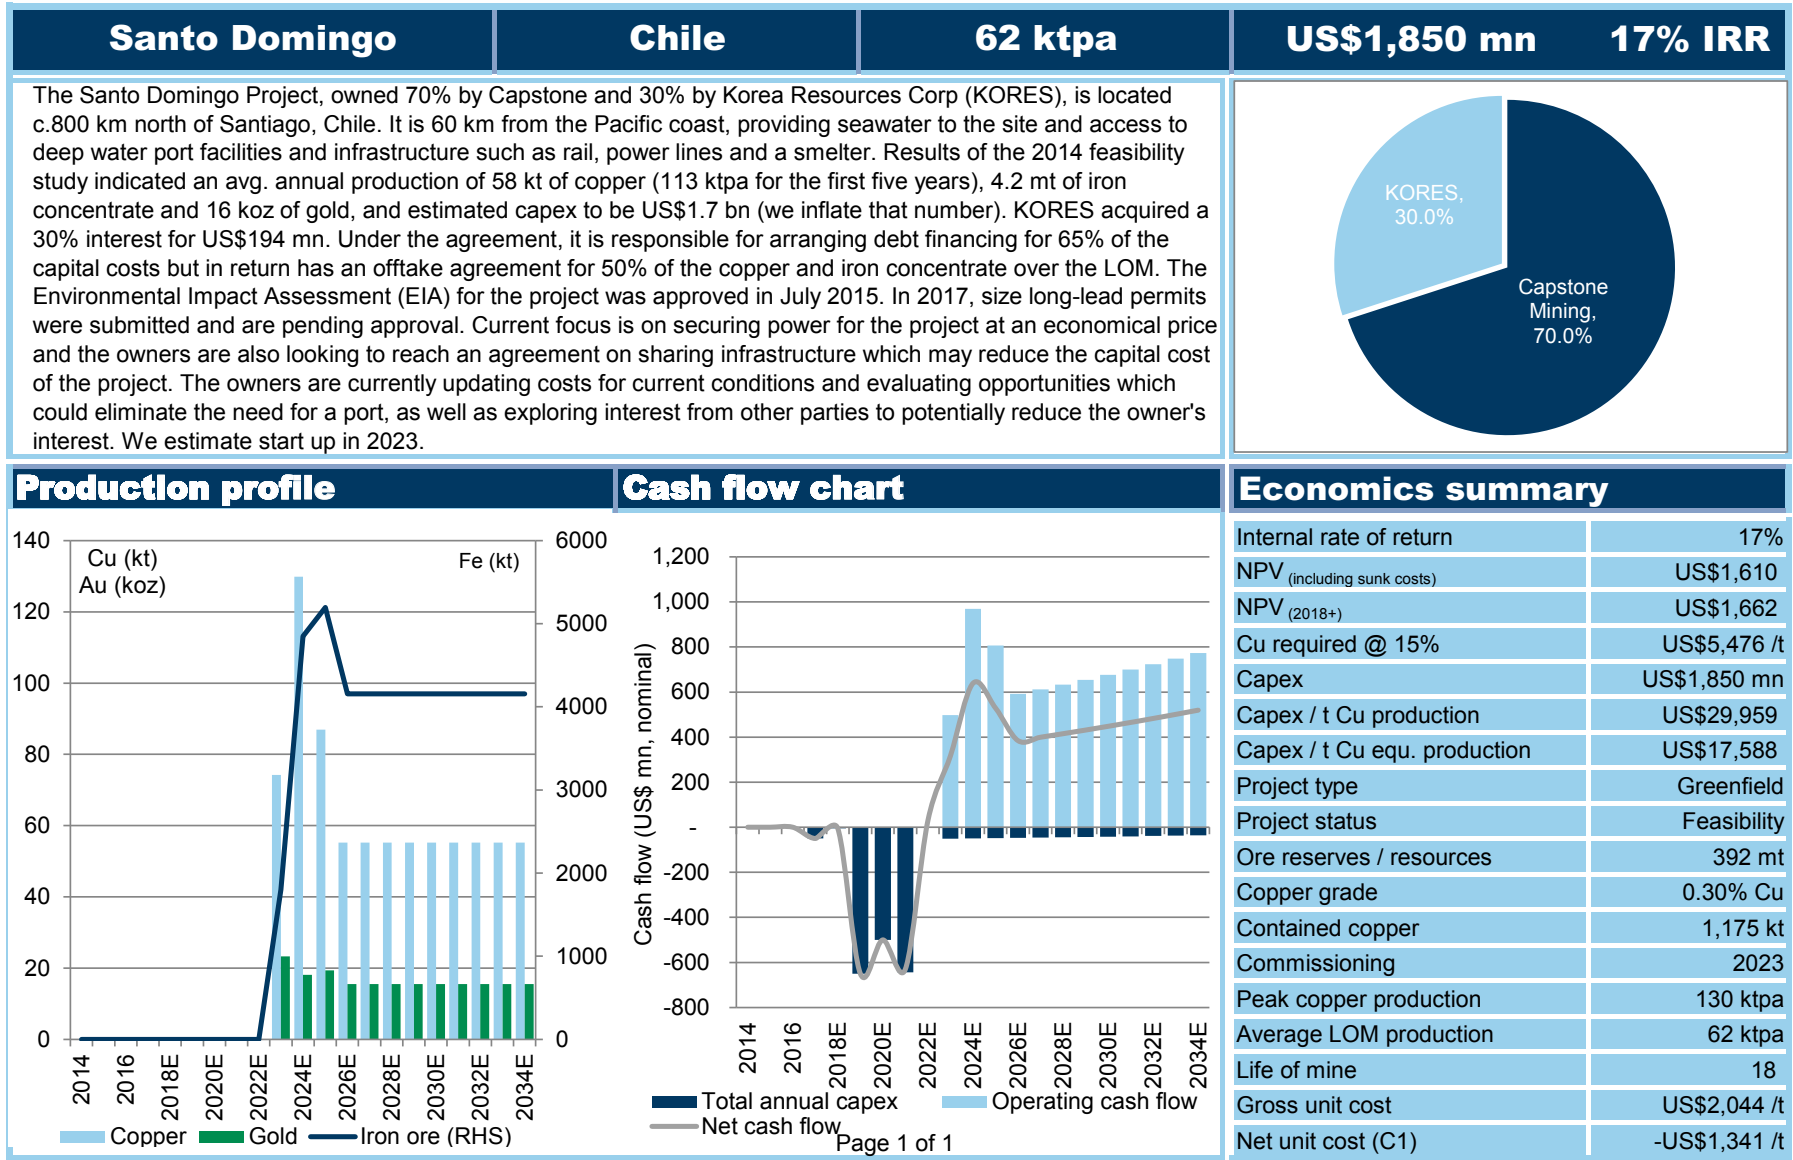 Santo Domingo
Chile
62 ktpa
US$1,850 mn
17% IRR
The Santo Domingo Project, owned 70% by Capstone and 30% by Korea Resources Corp (KORES), is located
c.800 km north of Santiago, Chile. It is 60 km from the Pacific coast, providing seawater to the site and access to
deep water port facilities and infrastructure such as rail, power lines and a smelter. Results of the 2014 feasibility
study indicated an avg. annual production of 58 kt of copper (113 ktpa for the first five years), 4.2 mt of iron
concentrate and 16 koz of gold, and estimated capex to be US$1.7 bn (we inflate that number). KORES acquired a
30% interest for US$194 mn. Under the agreement, it is responsible for arranging debt financing for 65% of the
capital costs but in return has an offtake agreement for 50% of the copper and iron concentrate over the LOM. The
Environmental Impact Assessment (EIA) for the project was approved in July 2015. In 2017, size long-lead permits
were submitted and are pending approval. Current focus is on securing power for the project at an economical price
and the owners are also looking to reach an agreement on sharing infrastructure which may reduce the capital cost
of the project. The owners are currently updating costs for current conditions and evaluating opportunities which
could eliminate the need for a port, as well as exploring interest from other parties to potentially reduce the owner's
interest. We estimate start up in 2023.
KORES,
30.0%
Capstone
Mining,
70.0%
Production profile
140
120
100
80
60
40
20
0
Cu (kt)
Au (koz)
Fe (kt)
6000
5000
4000
3000
2000
1000
0
2014
2016
2018E
2020E
2022E
2024E
2026E
2028E
2030E
2032E
2034E
Copper
Gold
Iron ore (RHS)
Cash flow chart
Cash flow (US$ mn, nominal)
1,200
1,000
800
600
400
200
-
-200
-400
-600
-800
2014
2016
2018E
2020E
2022E
2024E
2026E
2028E
2030E
2032E
2034E
Total annual capex
Operating cash flow
Net cash flow
Page 1 of 1
Economics summary
Internal rate of return 17%
NPV (including sunk costs) US$1,610
NPV (2018+) US$1,662
Cu required @ 15% US$5,476 /t
Capex US$1,850 mn
Capex / t Cu production US$29,959
Capex / t Cu equ. production US$17,588
Project type Greenfield
Project status Feasibility
Ore reserves / resources 392 mt
Copper grade 0.30% Cu
Contained copper 1,175 kt
Commissioning 2023
Peak copper production 130 ktpa
Average LOM production 62 ktpa
Life of mine 18
Gross unit cost US$2,044 /t
Net unit cost (C1) -US$1,341 /t